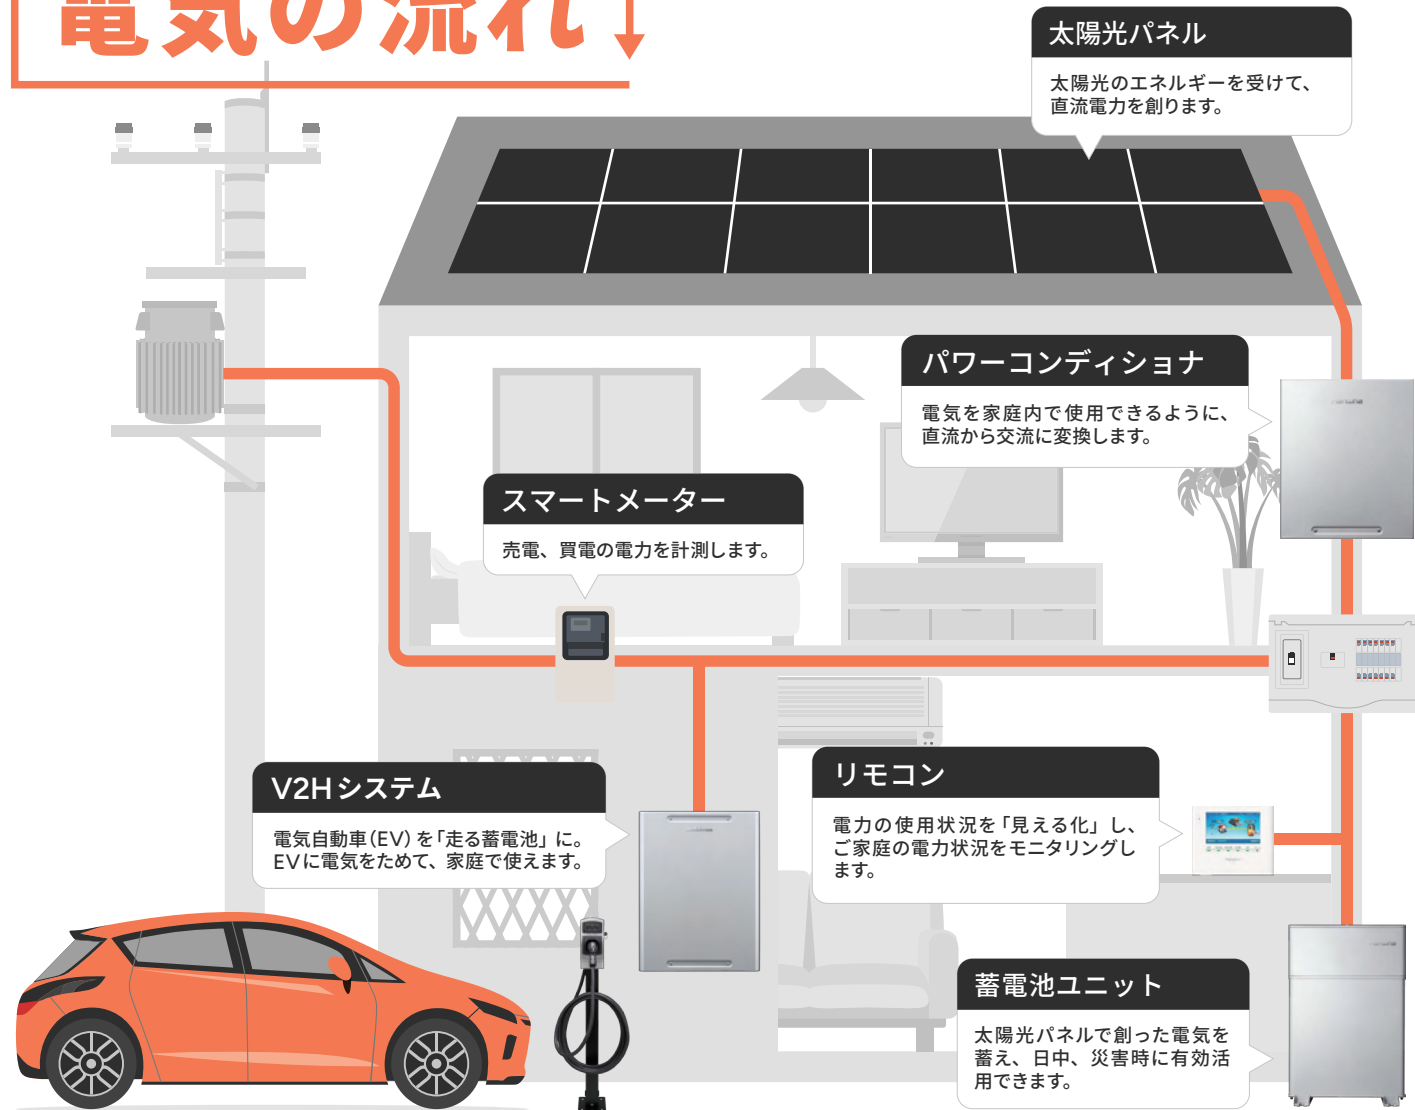 電気の流れ
太陽光パネル
太陽光のエネルギーを受けて、
直流電力を創ります。
パワーコンディショナ
電気を家庭内で使用できるように、
直流から交流に変換します。
スマートメーター
売電、買電の電力を計測します。
V2Hシステム
電気自動車(EV)を「走る蓄電池」に。
EVに電気をためて、家庭で使えます。
リモコン
電力の使用状況を「見える化」し、
ご家庭の電力状況をモニタリングし
ます。
蓄電池ユニット
太陽光パネルで創った電気を
蓄え、日中、災害時に有効活
用できます。